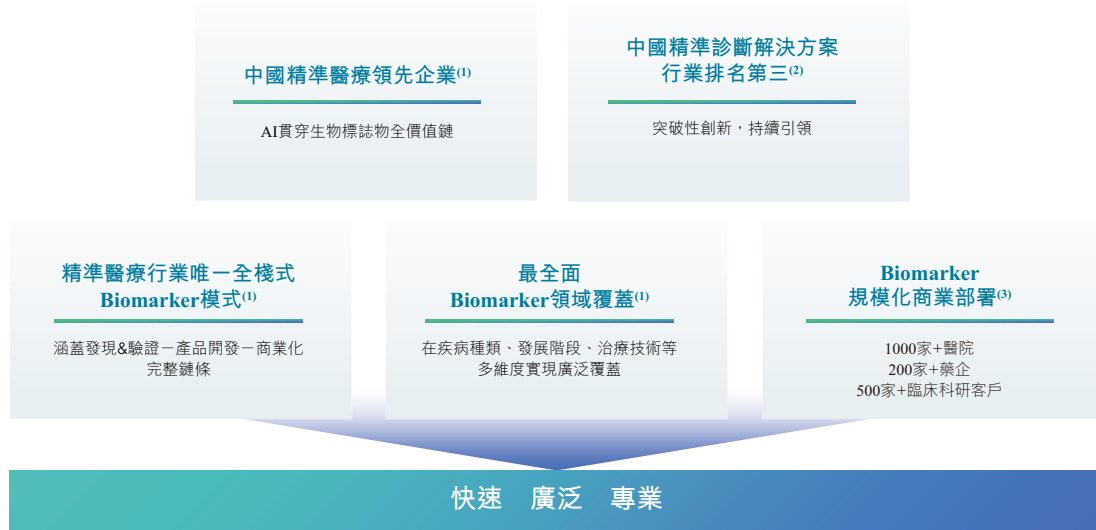 中國精準醫療領先企業(1)
AI貫穿生物標誌物全價值鏈
中國精準診斷解決方案
行業排名第三(2)
突破性創新，持續引領
精準醫療行業唯一全棧式
Biomarker模式(1)
涵蓋發現&驗證－產品開發－商業化
完整鏈條
最全面
Biomarker領域覆蓋(1)
在疾病種類、發展階段、治療技術等
多維度實現廣泛覆蓋
Biomarker
規模化商業部署(3)
1000家+醫院
200家+藥企
500家+臨床科研客戶
快速 廣泛 專業